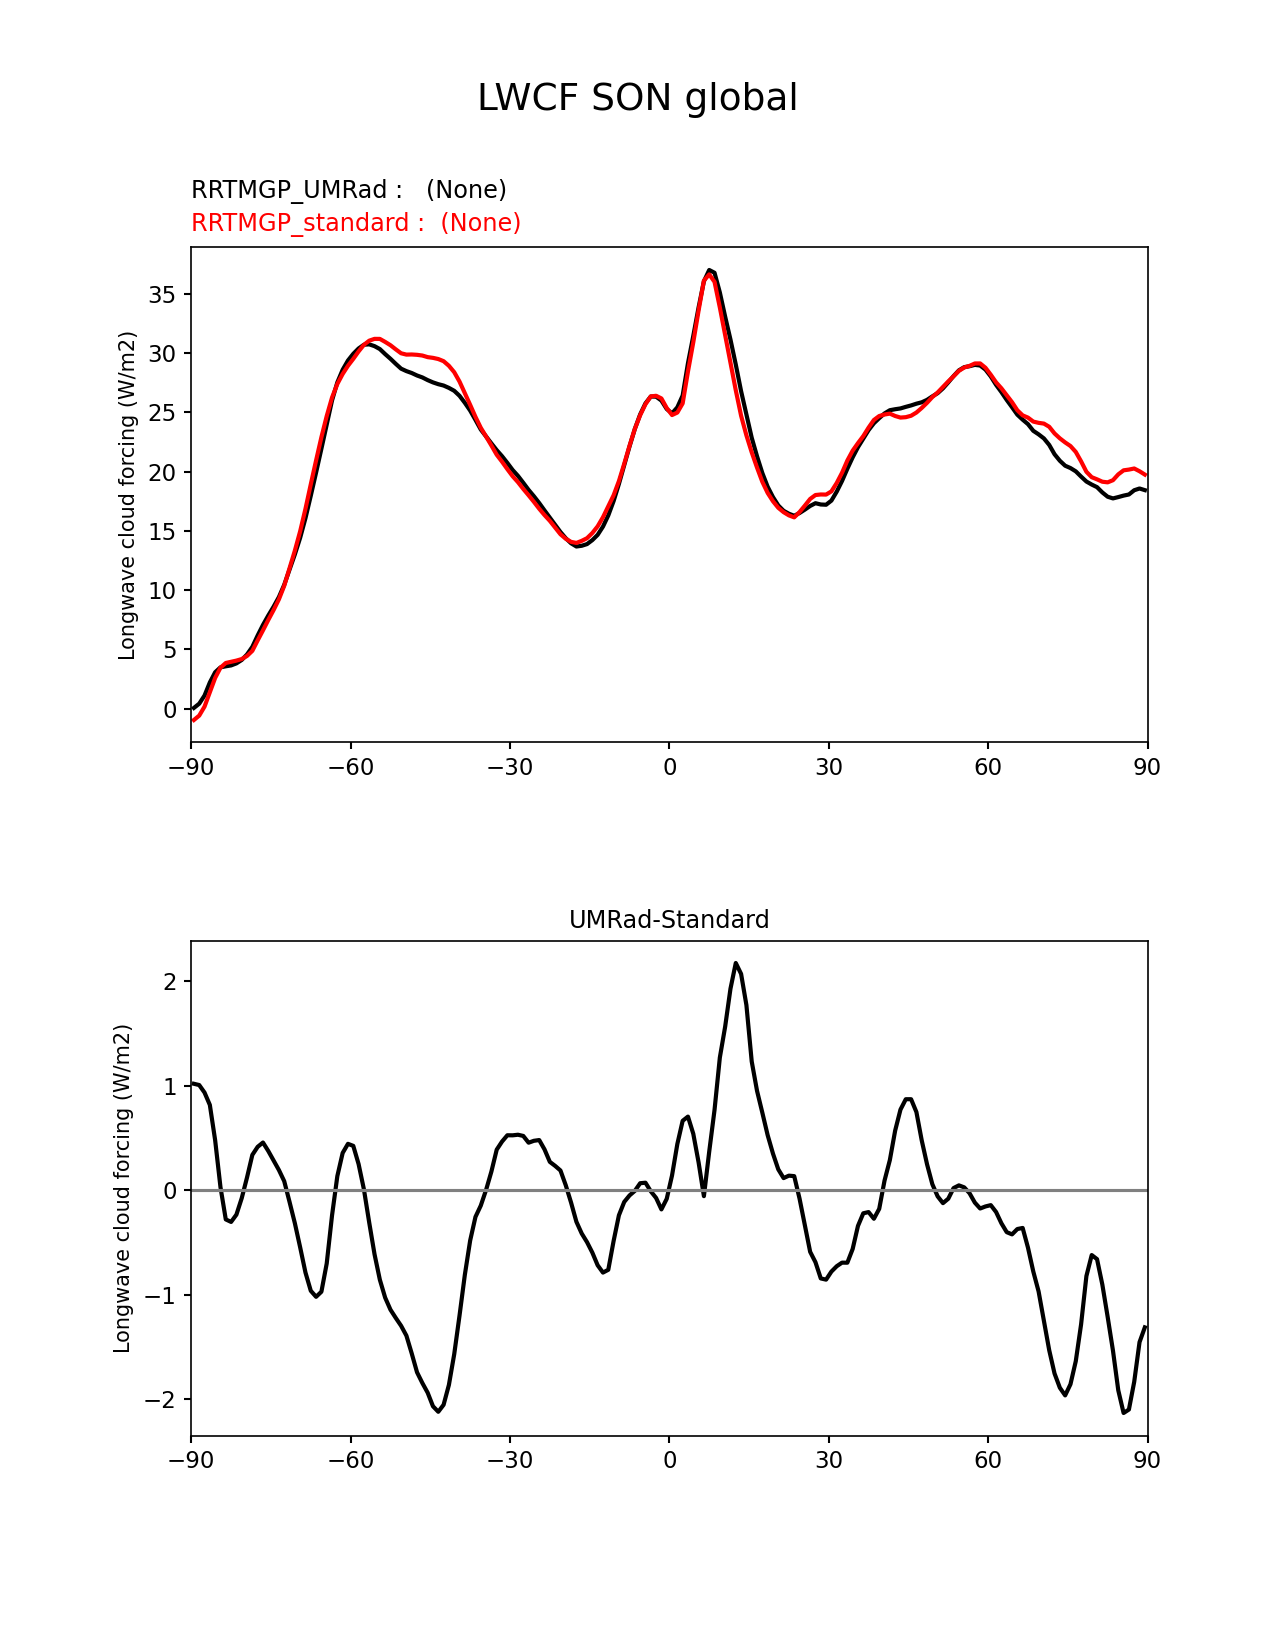 LWCF SON global
RRTMGP_UMRad :   (None)
RRTMGP_standard :  (None)
Longwave cloud forcing (W/m2)
35
30
25
20
15
10
5
0
−90 −60 −30 0 30 60 90
UMRad-Standard
Longwave cloud forcing (W/m2)
2
1
0
−1
−2
−90 −60 −30 0 30 60 90